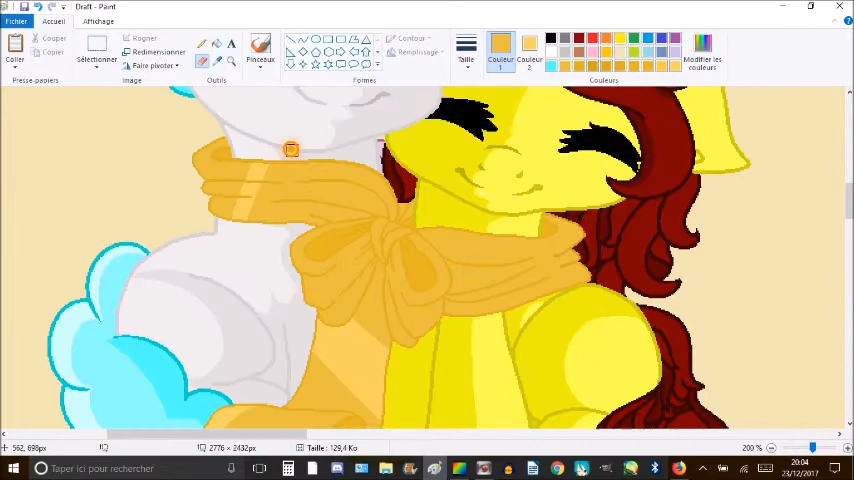 Draft - Paint
Fichier Accueil Affichage
Coller
Couper
Copier
Presse-papiers
Sélectionner
Rogner
Redimensionner
Faire pivoter
Image
A
Outils
Pinceaux
Contour
Remplissage
Formes
Taille
Couleur 1
Couleur 2
Modifier les couleurs
Couleurs
562, 698px
2776 × 2432px
Taille : 129,4 Ko
200 %
Taper ici pour rechercher
20:04
23/12/2017